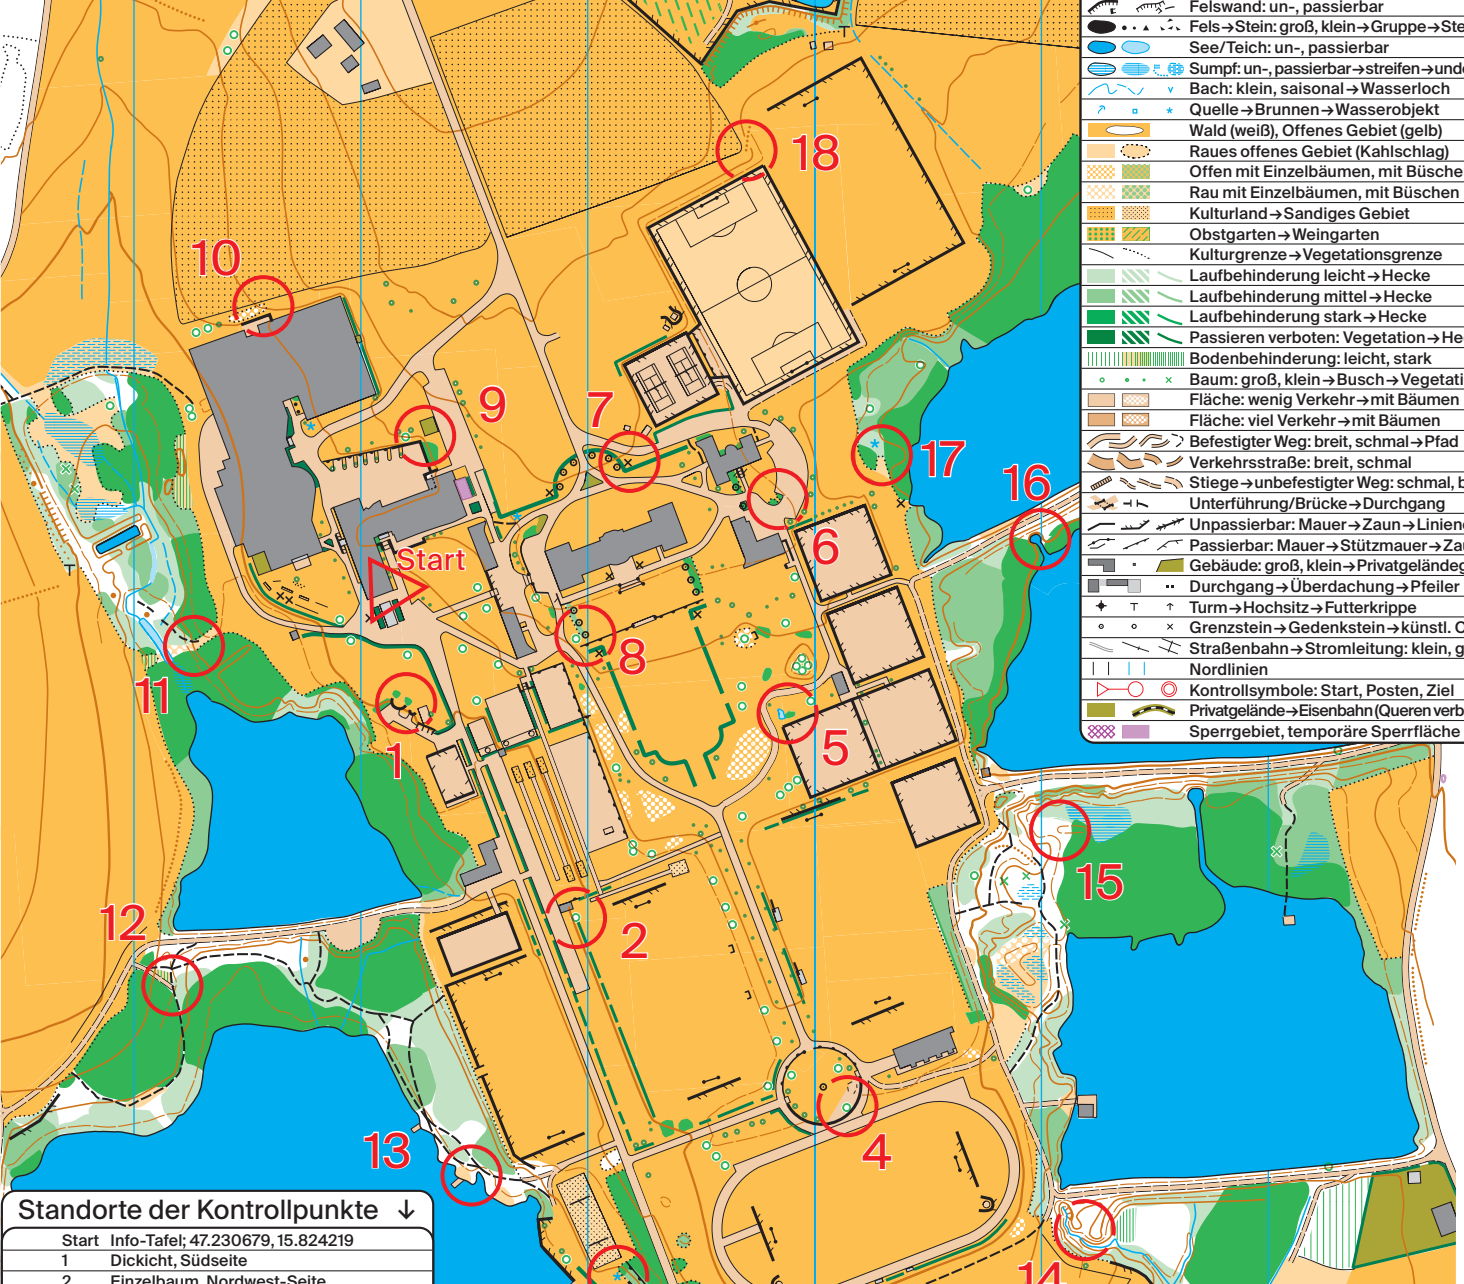 Felswand: un-, passierbar
Fels→Stein: groß, klein→Gruppe→Ste
See/Teich: un-, passierbar
Sumpf: un-, passierbar→streifen→und
Bach: klein, saisonal→Wasserloch
Quelle→Brunnen→Wasserobjekt
Wald (weiß), Offenes Gebiet (gelb)
Raues offenes Gebiet (Kahlschlag)
Offen mit Einzelbäumen, mit Büsche
Rau mit Einzelbäumen, mit Büschen
Kulturland→Sandiges Gebiet
Obstgarten→Weingarten
Kulturgrenze→Vegetationsgrenze
Laufbehinderung leicht→Hecke
Laufbehinderung mittel→Hecke
Laufbehinderung stark→Hecke
Passieren verboten: Vegetation→He
Bodenbehinderung: leicht, stark
Baum: groß, klein→Busch→Vegetati
Fläche: wenig Verkehr→mit Bäumen
Fläche: viel Verkehr→mit Bäumen
Befestigter Weg: breit, schmal→Pfad
Verkehrsstraße: breit, schmal
Stiege→unbefestigter Weg: schmal, b
Unterführung/Brücke→Durchgang
Unpassierbar: Mauer→Zaun→Linien
Passierbar: Mauer→Stützmauer→Za
Gebäude: groß, klein→Privatgelände
Durchgang→Überdachung→Pfeiler
Turm→Hochsitz→Futterkrippe
Grenzstein→Gedenkstein→künstl. O
Straßenbahn→Stromleitung: klein, g
Nordlinien
Kontrollsymbole: Start, Posten, Ziel
Privatgelände→Eisenbahn (Queren verb
Sperrgebiet, temporäre Sperrfläche
18
10
9
7
17
16
6
Start
8
11
5
1
15
12
2
4
13
14
Standorte der Kontrollpunkte ↓
Start Info-Tafel; 47.230679, 15.824219
1 Dickicht, Südseite
2 Einzelbaum, Nordwest-Seite